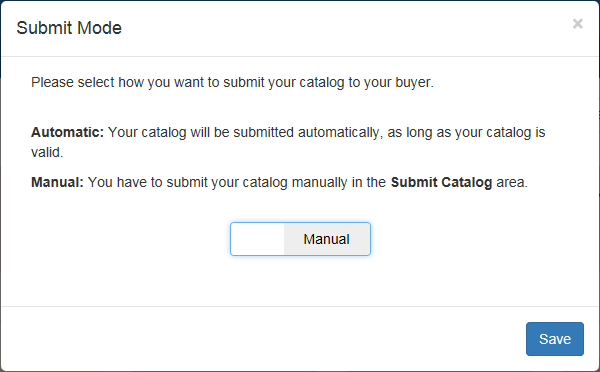 Submit Mode
×
Please select how you want to submit your catalog to your buyer.
Automatic: Your catalog will be submitted automatically, as long as your catalog is
valid.
Manual: You have to submit your catalog manually in the Submit Catalog area.
Manual
Save